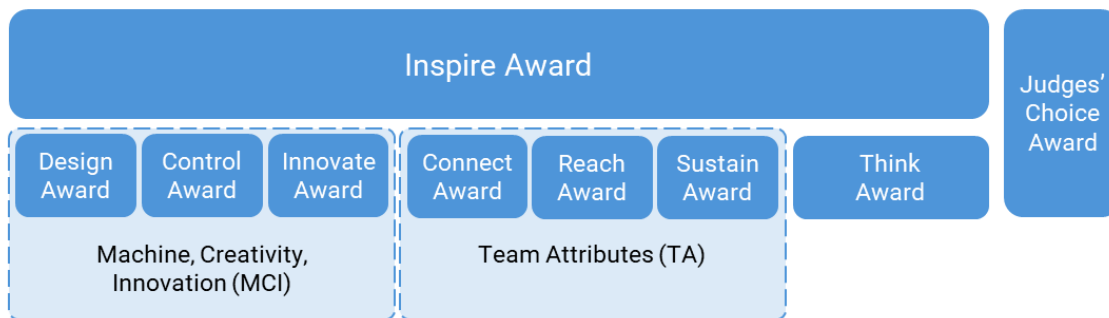 Inspire Award
Judges'
Choice
Award
Design
Award
Control
Award
Innovate
Award
Connect
Award
Reach
Award
Sustain
Award
Think
Award
Machine, Creativity,
Innovation (MCI)
Team Attributes (TA)